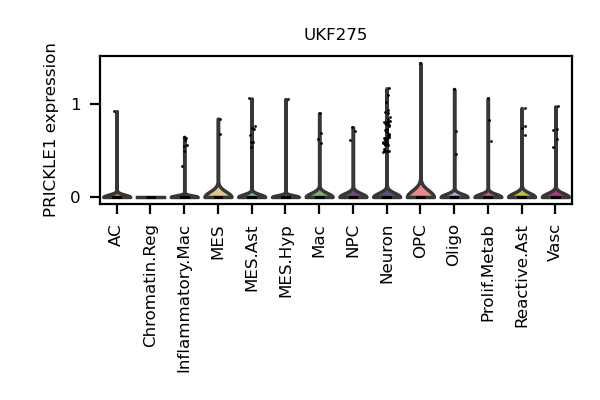 UKF275
PRICKLE1 expression
1
0
AC
Chromatin.Reg
Inflammatory.Mac
MES
MES.Ast
MES.Hyp
Mac
NPC
Neuron
OPC
Oligo
Prolif.Metab
Reactive.Ast
Vasc